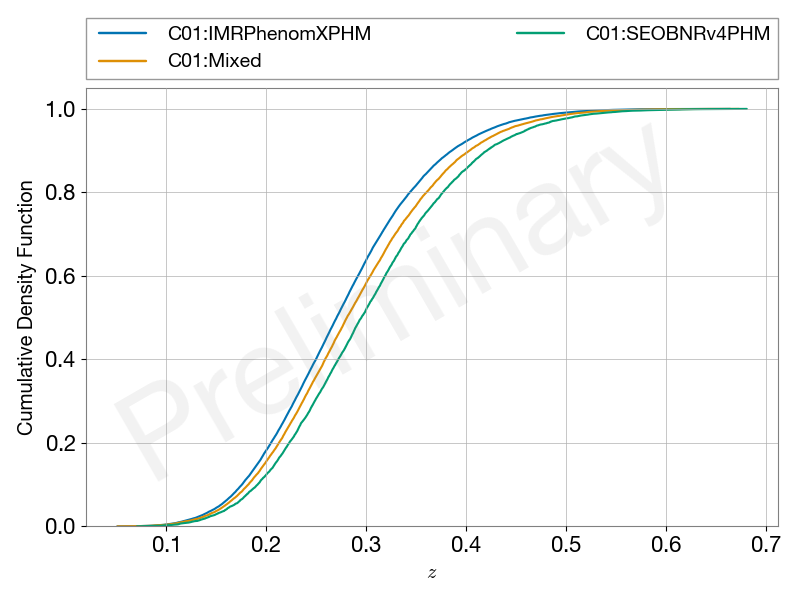 C01:IMRPhenomXPHM
C01:Mixed
C01:SEOBNRv4PHM
Cumulative Density Function
1.0
0.8
0.6
0.4
0.2
0.0
Preliminary
0.1 0.2 0.3 0.4 0.5 0.6 0.7
z